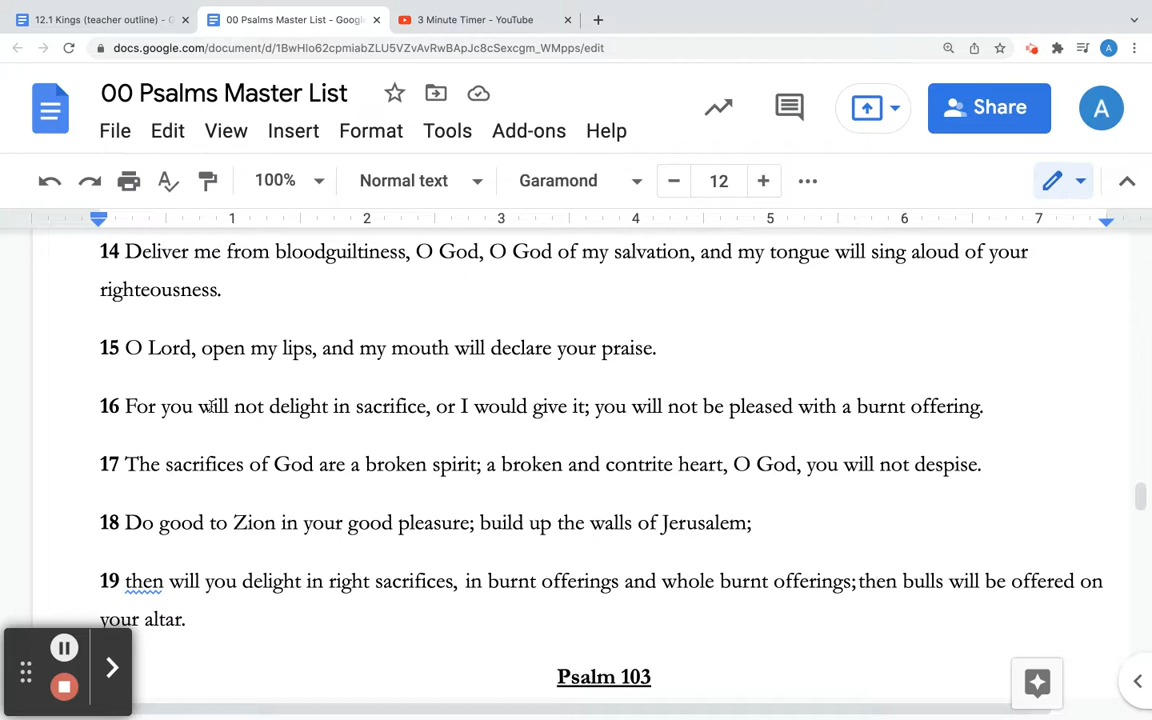 12.1 Kings (teacher outline) - G
00 Psalms Master List - Google
3 Minute Timer - YouTube
docs.google.com/document/d/1BwHlo62cpmiabZLU5VZvAvRwBApJc8cSexcgm_WMpps/edit
A
00 Psalms Master List
Share
A
File Edit View Insert Format Tools Add-ons Help
100% Normal text Garamond 12
1 2 3 4 5 6 7
14 Deliver me from bloodguiltiness, O God, O God of my salvation, and my tongue will sing aloud of your
righteousness.
15 O Lord, open my lips, and my mouth will declare your praise.
16 For you will not delight in sacrifice, or I would give it; you will not be pleased with a burnt offering.
17 The sacrifices of God are a broken spirit; a broken and contrite heart, O God, you will not despise.
18 Do good to Zion in your good pleasure; build up the walls of Jerusalem;
19 then will you delight in right sacrifices, in burnt offerings and whole burnt offerings; then bulls will be offered on
your altar.
Psalm 103